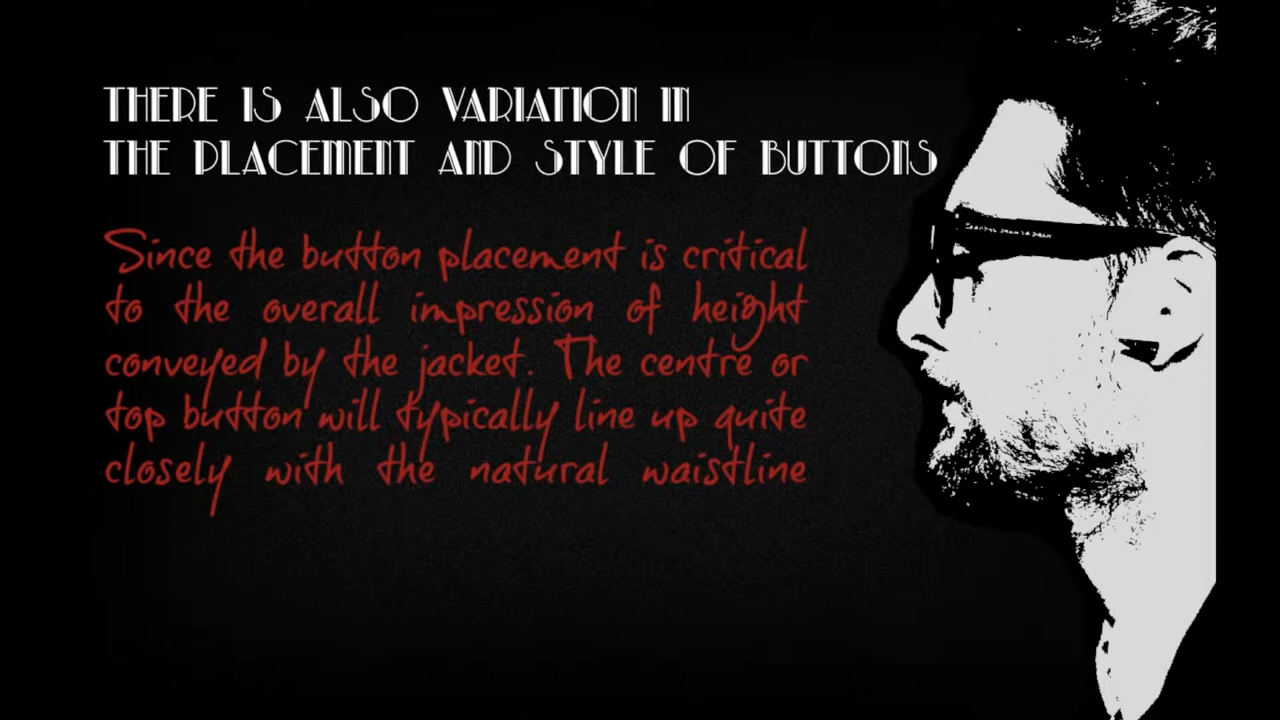 THERE IS ALSO VARIATION IN
THE PLACEMENT AND STYLE OF BUTTONS
Since the button placement is critical
to the overall impression of height
conveyed by the jacket. The centre or
top button will typically line up quite
closely with the natural waistline